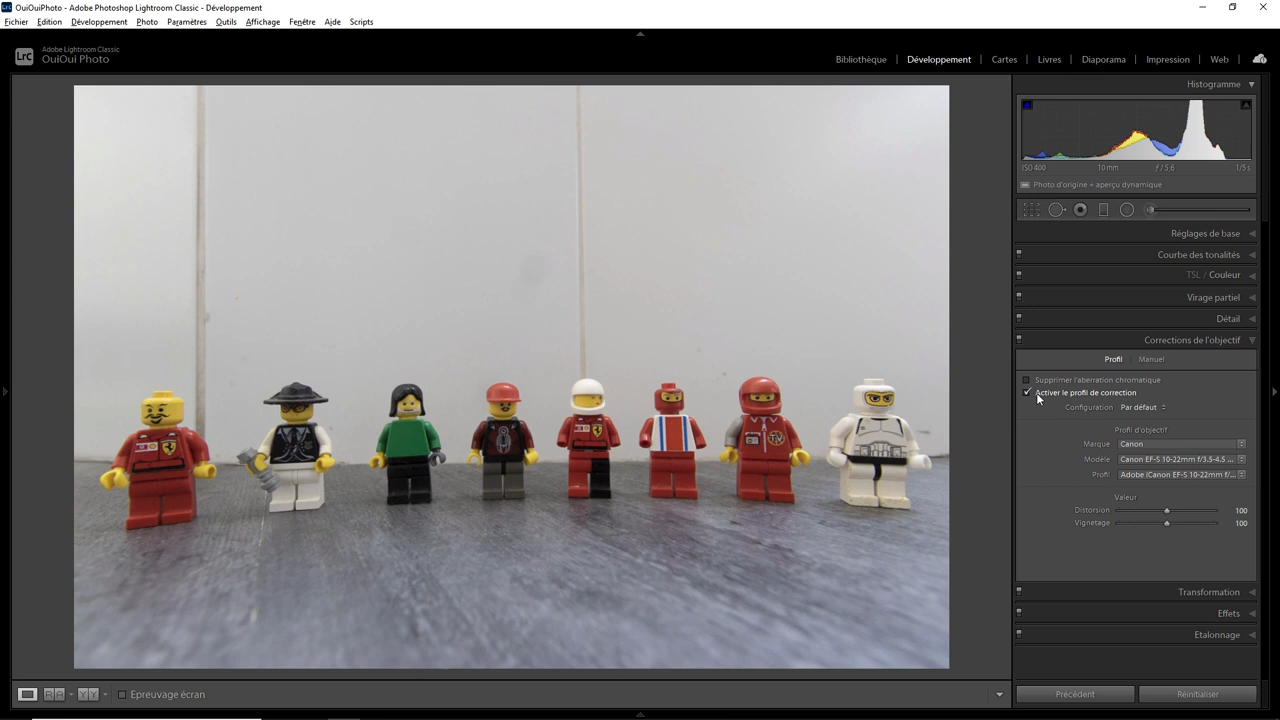 OuiOuiPhoto - Adobe Photoshop Lightroom Classic - Développement
Fichier Edition Développement Photo Paramètres Outils Affichage Fenêtre Aide Scripts
Lrc
Adobe Lightroom Classic
OuiOui Photo
Bibliothèque | Développement | Cartes | Livres | Diaporama | Impression | Web
Histogramme
ISO 400 10 mm f / 5,6 1/5 s
Photo d'origine + aperçu dynamique
Réglages de base
Courbe des tonalités
TSL / Couleur
Virage partiel
Détail
Corrections de l'objectif
Profil Manuel
Supprimer l'aberration chromatique
Activer le profil de correction
Configuration Par défaut
Profil d'objectif
Marque Canon
Modèle Canon EF-S 10-22mm f/3.5-4.5 ...
Profil Adobe (Canon EF-S 10-22mm f/...
Valeur
Distorsion 100
Vignetage 100
Transformation
Effets
Etalonnage
Epreuvage écran
Précédent Réinitialiser